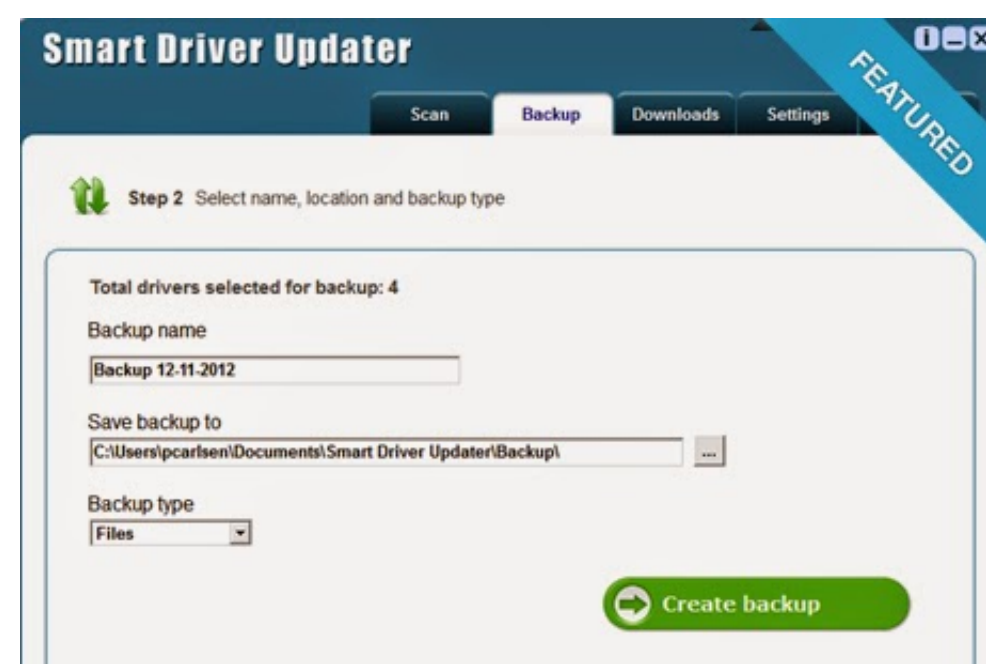 Smart Driver Updater
FEATURED
Scan Backup Downloads Settings
Step 2 Select name, location and backup type
Total drivers selected for backup: 4
Backup name
Backup 12-11-2012
Save backup to
C:\Users\pcarlsen\Documents\Smart Driver Updater\Backup\
...
Backup type
Files
Create backup